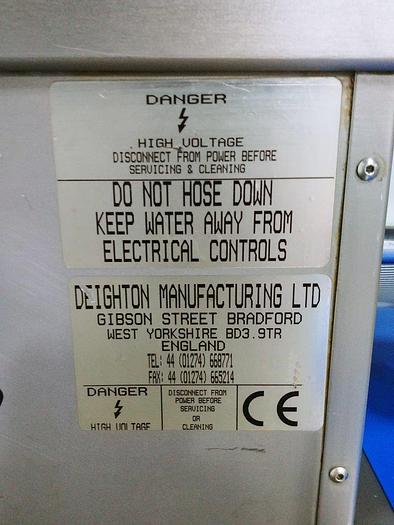 DANGER
HIGH VOLTAGE
DISCONNECT FROM POWER BEFORE
SERVICING & CLEANING
DO NOT HOSE DOWN
KEEP WATER AWAY FROM
ELECTRICAL CONTROLS
DEIGHTON MANUFACTURING LTD
GIBSON STREET BRADFORD
WEST YORKSHIRE BD3.9TR
ENGLAND
TEL: 44 (01274) 668771
FAX: 44 (01274) 665214
DANGER
HIGH VOLTAGE
DISCONNECT FROM
POWER BEFORE
SERVICING
OR
CLEANING
CE